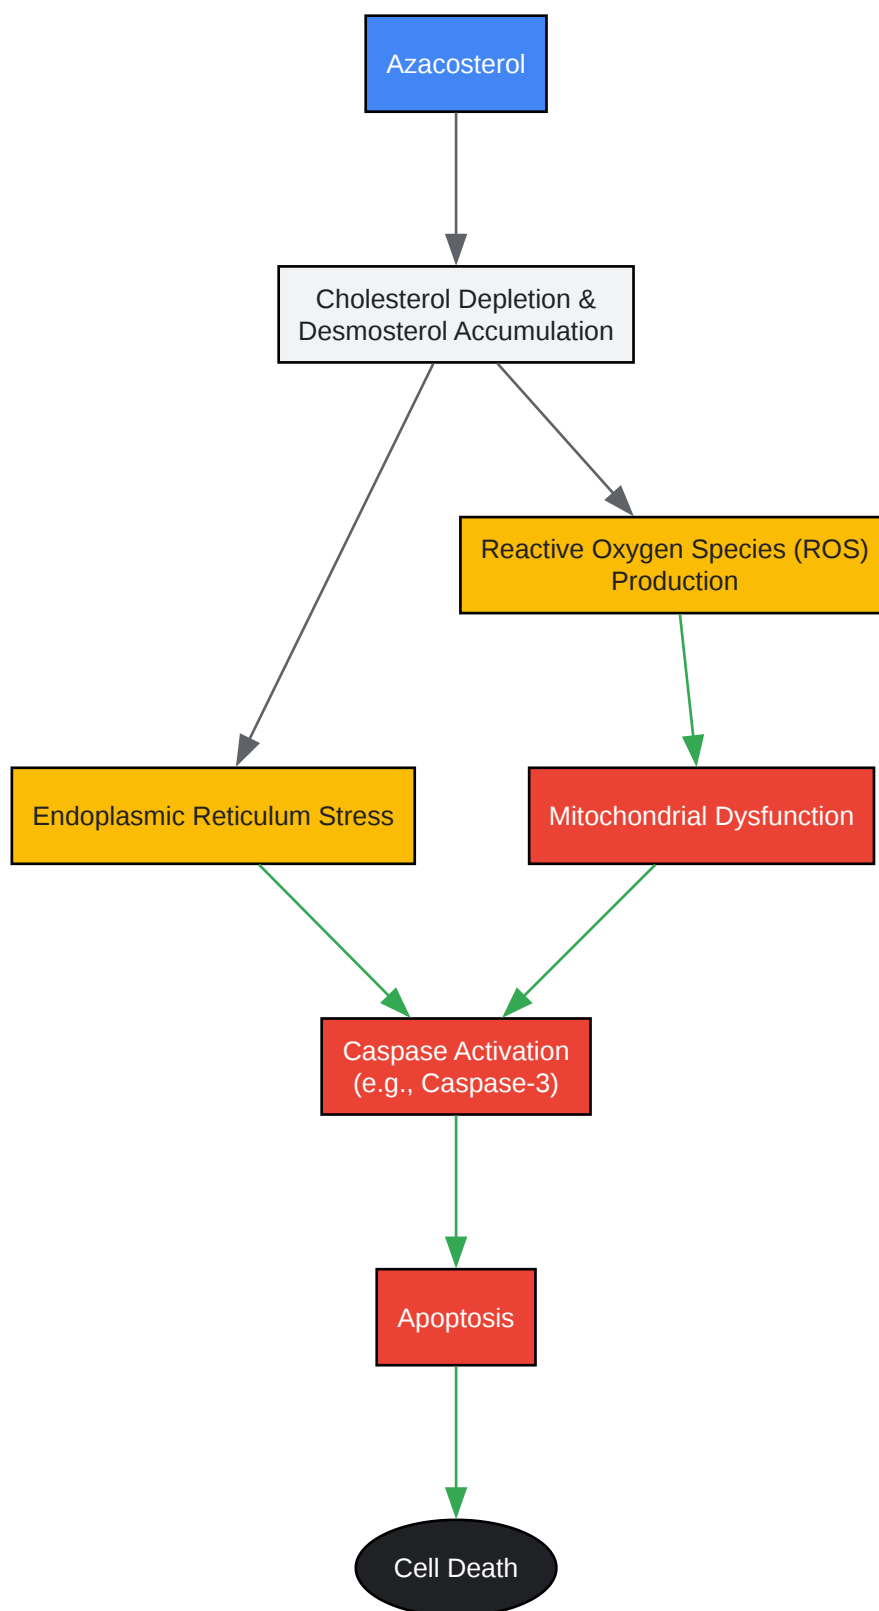 Azacosterol
Cholesterol Depletion &
Desmosterol Accumulation
Reactive Oxygen Species (ROS)
Production
Endoplasmic Reticulum Stress
Mitochondrial Dysfunction
Caspase Activation
(e.g., Caspase-3)
Apoptosis
Cell Death